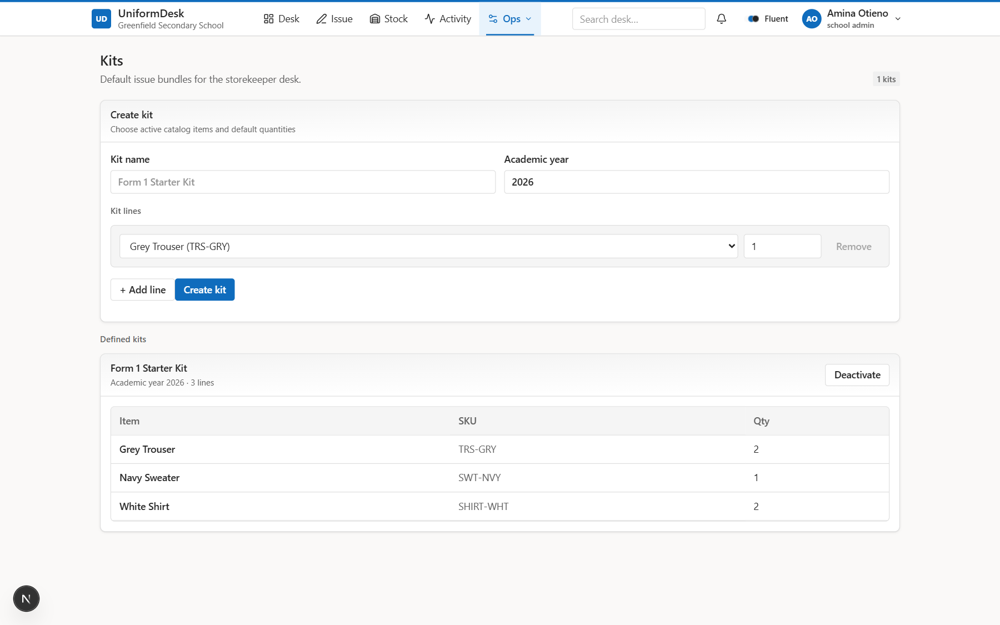 UD
UniformDesk
Greenfield Secondary School
Desk
Issue
Stock
Activity
Ops
Search desk...
Fluent
AO
Amina Otieno
school admin
Kits
Default issue bundles for the storekeeper desk.
1 kits
Create kit
Choose active catalog items and default quantities
Kit name
Academic year
Form 1 Starter Kit
2026
Kit lines
Grey Trouser (TRS-GRY)
1
Remove
+ Add line
Create kit
Defined kits
Form 1 Starter Kit
Academic year 2026 · 3 lines
Deactivate
Item SKU Qty
Grey Trouser TRS-GRY 2
Navy Sweater SWT-NVY 1
White Shirt SHIRT-WHT 2
N